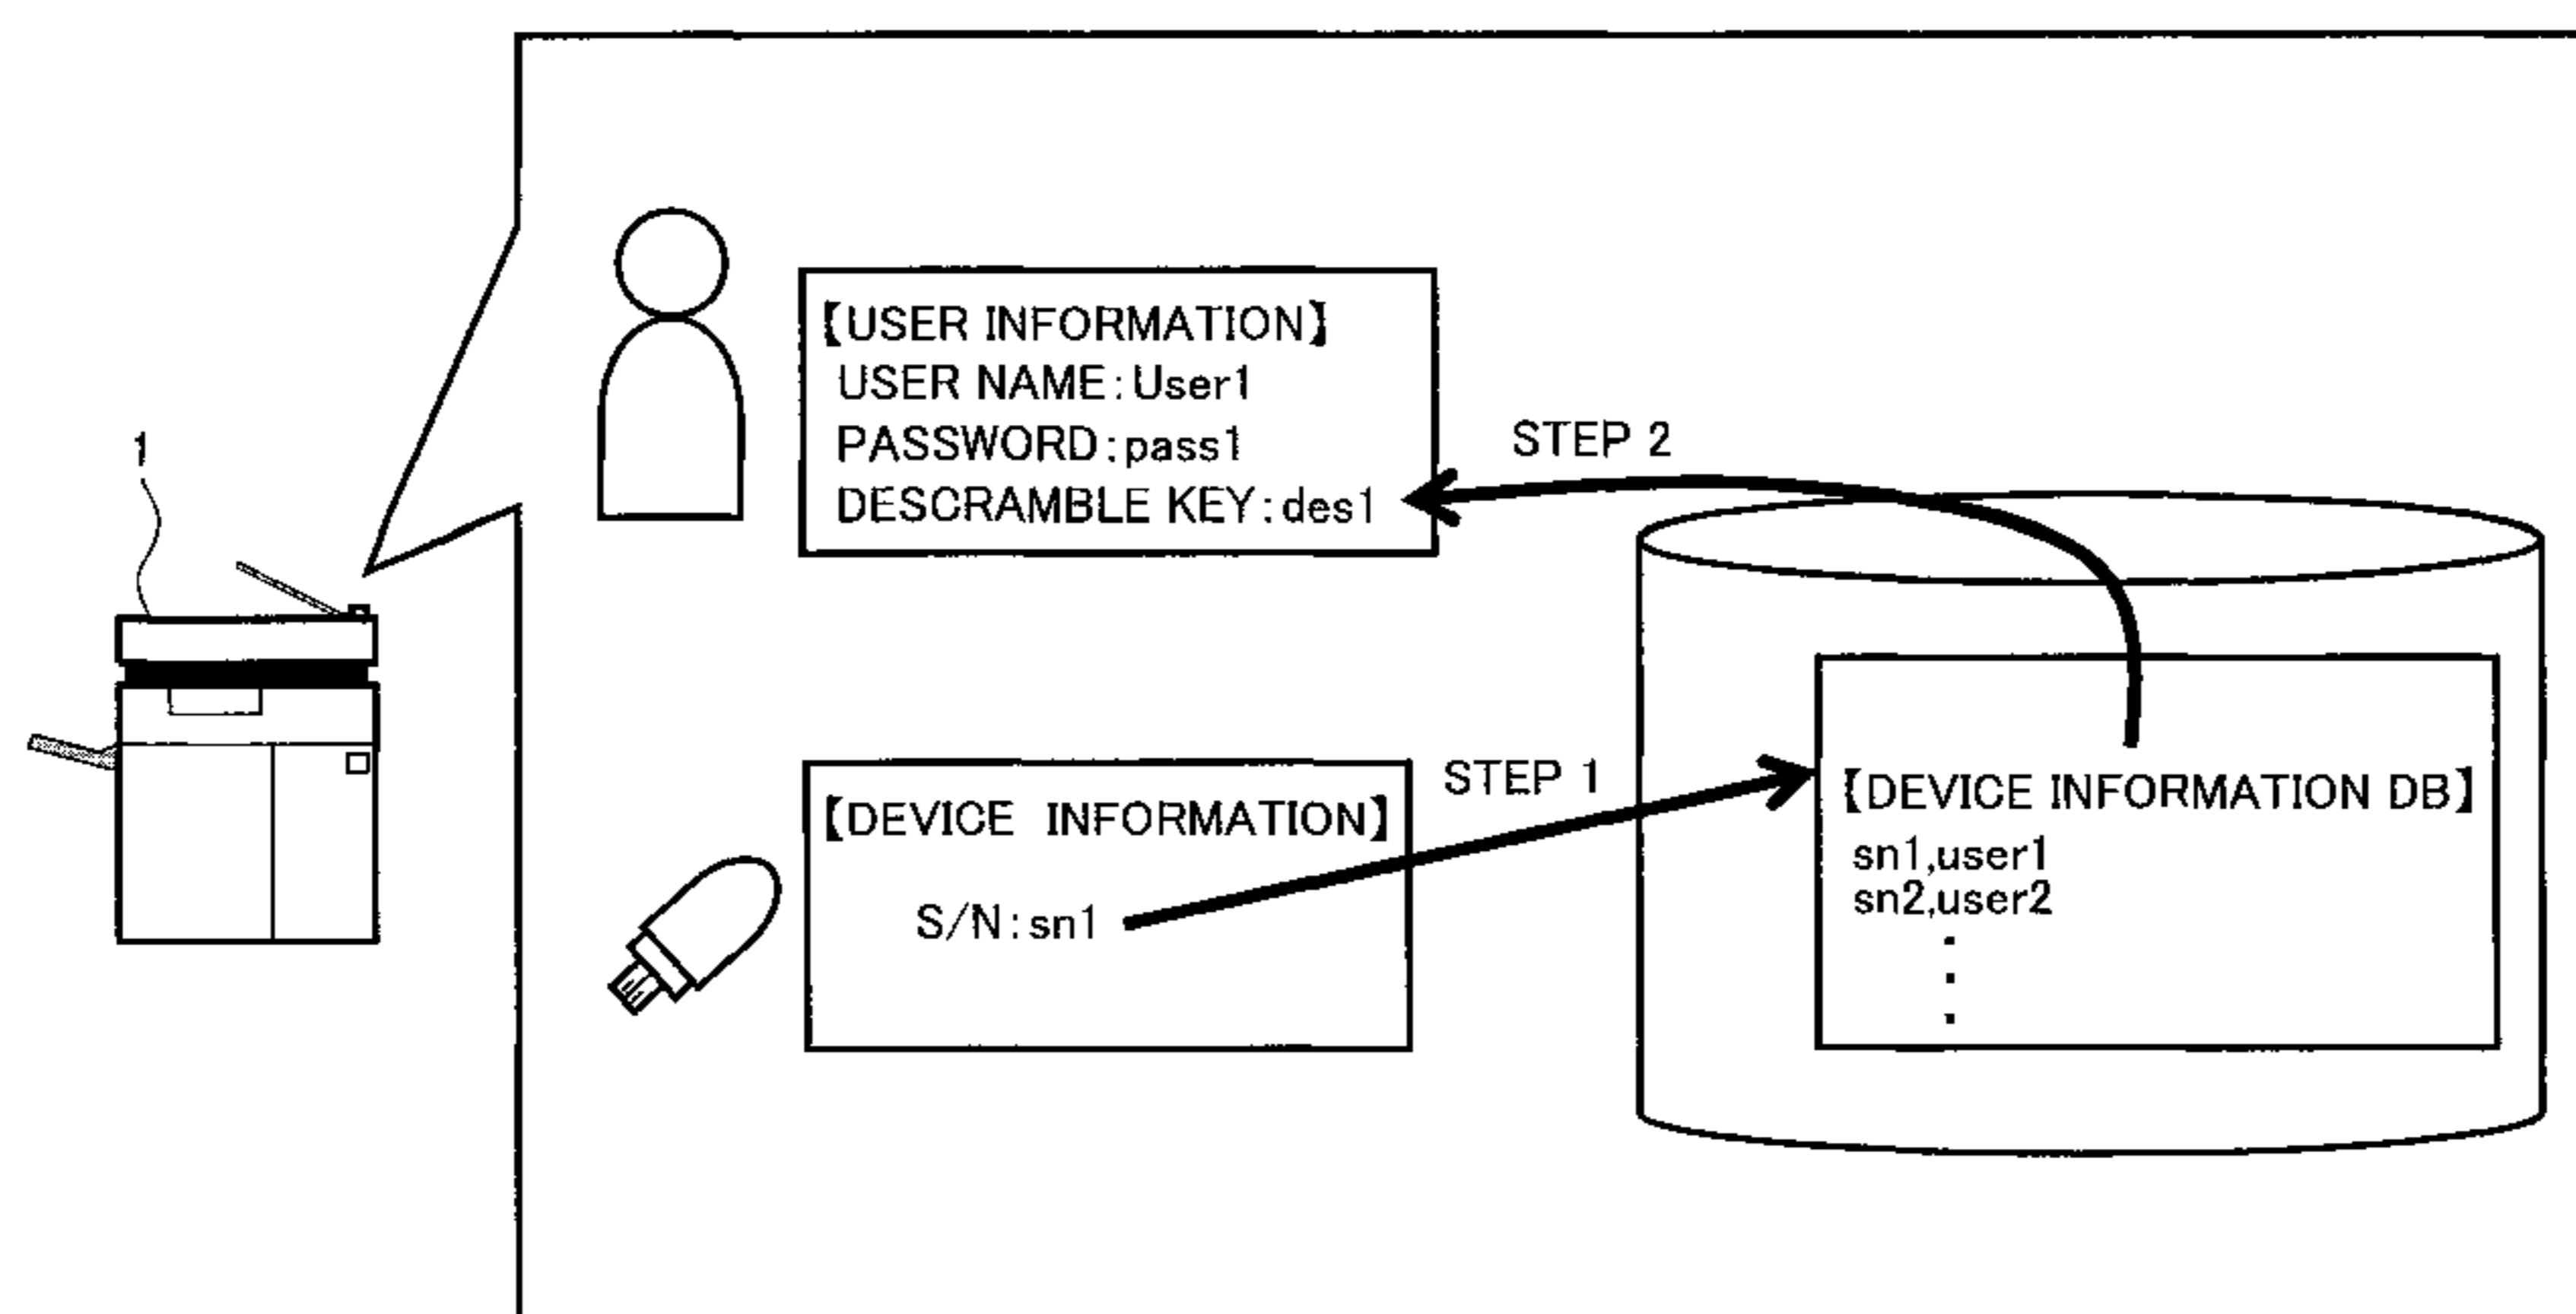 1
【USER INFORMATION】
USER NAME:User1
PASSWORD:pass1
DESCRAMBLE KEY:des1
STEP 2
【DEVICE INFORMATION】
S/N:sn1
STEP 1
【DEVICE INFORMATION DB】
sn1,user1
sn2,user2